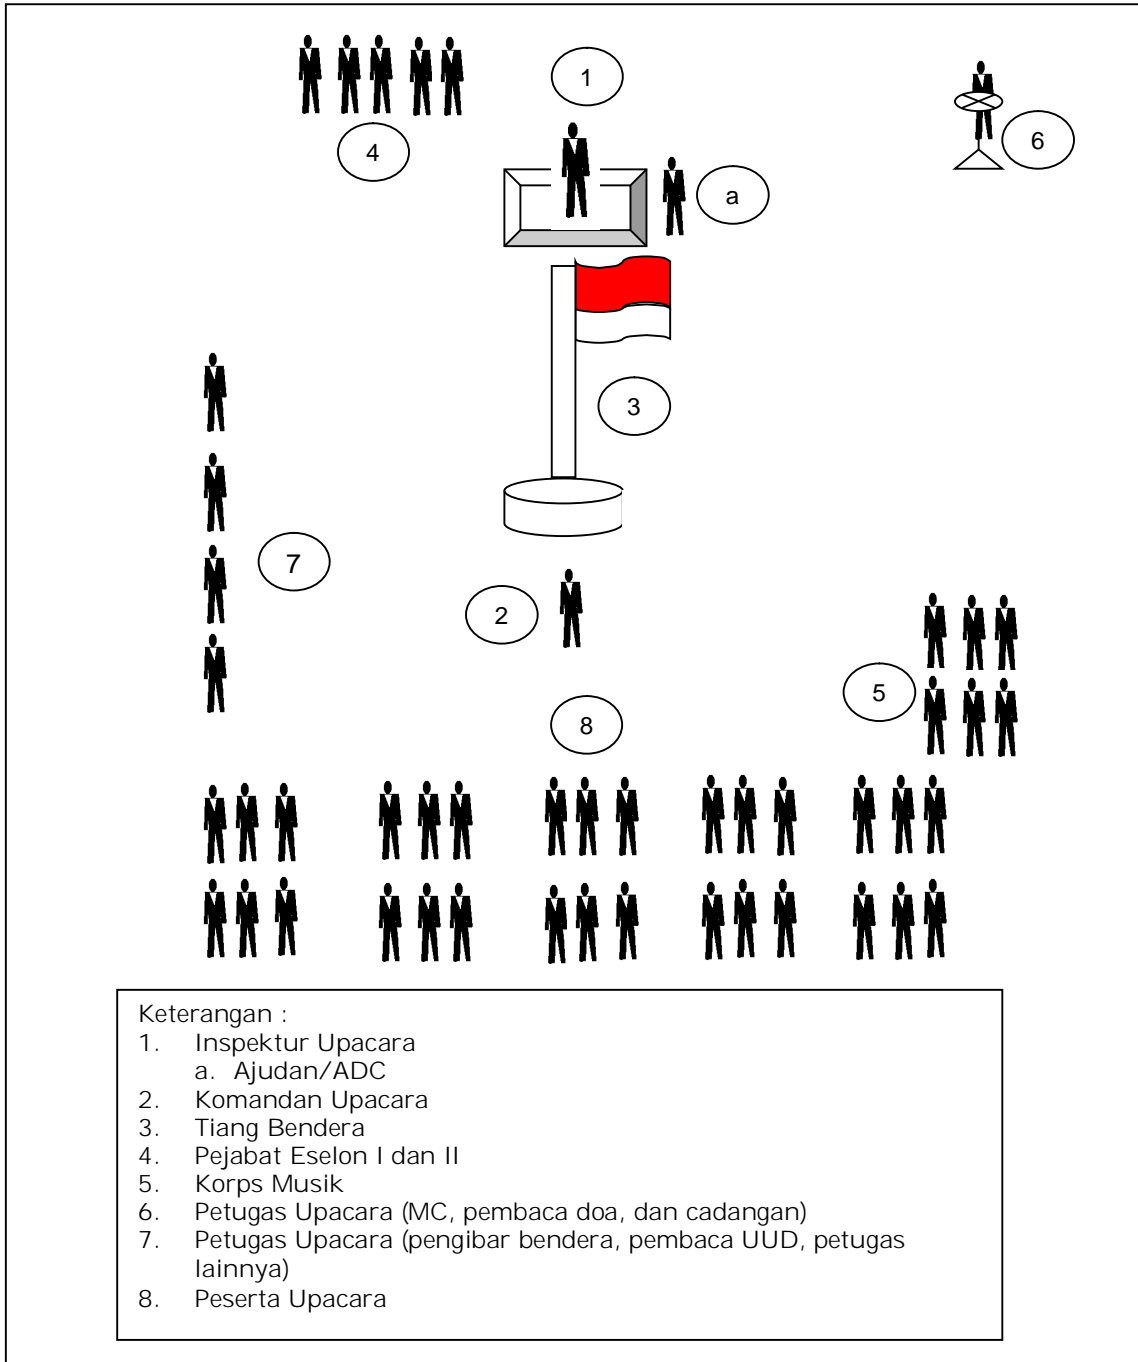 1
4
6
a
3
7
2
5
8
Keterangan :
1. Inspektur Upacara
a. Ajudan/ADC
2. Komandan Upacara
3. Tiang Bendera
4. Pejabat Eselon I dan II
5. Korps Musik
6. Petugas Upacara (MC, pembaca doa, dan cadangan)
7. Petugas Upacara (pengibar bendera, pembaca UUD, petugas
lainnya)
8. Peserta Upacara